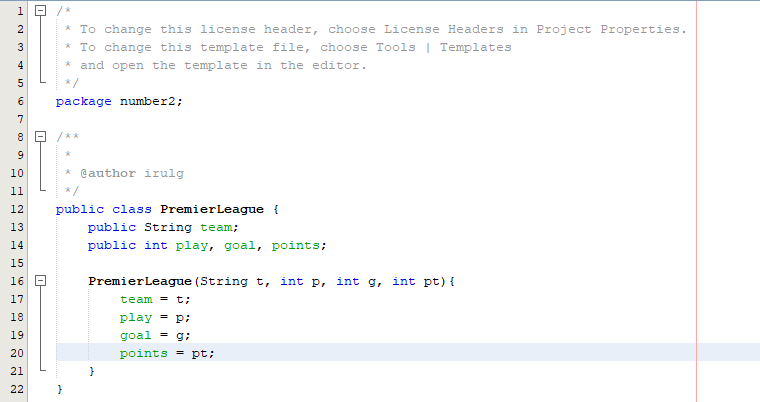 1 /*
2  * To change this license header, choose License Headers in Project Properties.
3  * To change this template file, choose Tools | Templates
4  * and open the template in the editor.
5  */
6 package number2;
7
8 /**
9  *
10  * @author irulg
11  */
12 public class PremierLeague {
13     public String team;
14     public int play, goal, points;
15
16     PremierLeague(String t, int p, int g, int pt){
17         team = t;
18         play = p;
19         goal = g;
20         points = pt;
21     }
22 }